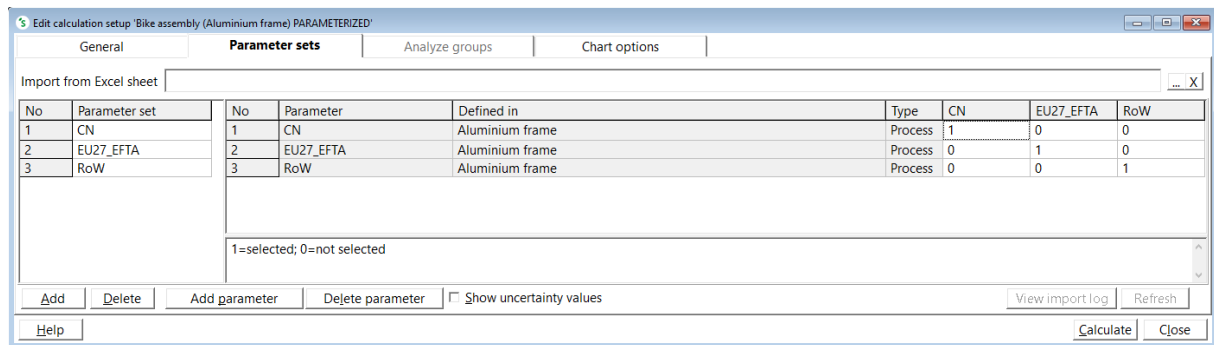 Edit calculation setup 'Bike assembly (Aluminium frame) PARAMETERIZED'
General Parameter sets Analyze groups Chart options
Import from Excel sheet ... X
No Parameter set No Parameter Defined in Type CN EU27_EFTA RoW
1 CN 1 CN Aluminium frame Process 1 0 0
2 EU27_EFTA 2 EU27_EFTA Aluminium frame Process 0 1 0
3 RoW 3 RoW Aluminium frame Process 0 0 1
1=selected; 0=not selected
Add Delete Add parameter Delete parameter Show uncertainty values View import log Refresh
Help Calculate Close